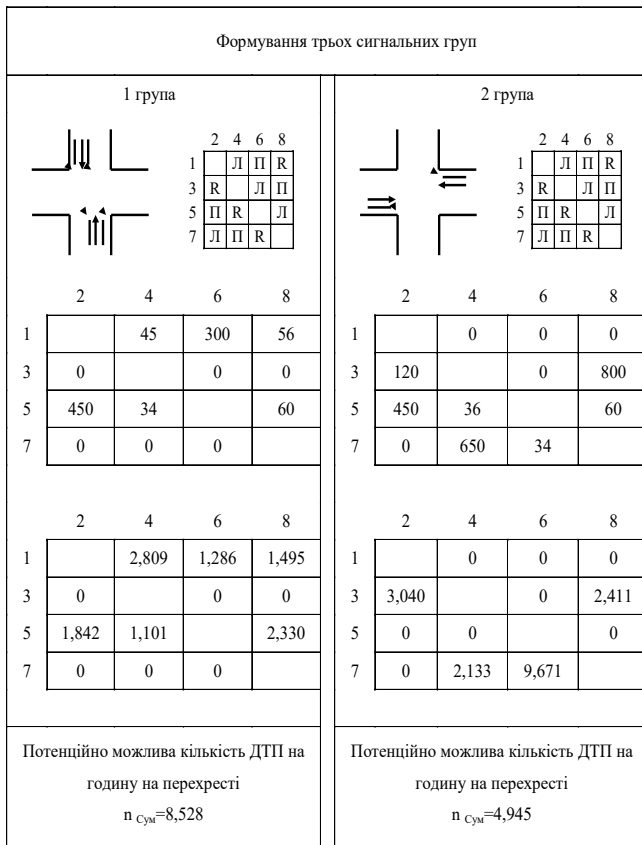 Формування трьох сигнальних груп
1 група
2 4 6 8
1 Л П R
3 R Л П
5 П R Л
7 Л П R
2 4 6 8
1 45 300 56
3 0 0 0
5 450 34 60
7 0 0 0
2 4 6 8
1 2,809 1,286 1,495
3 0 0 0
5 1,842 1,101 2,330
7 0 0 0
Потенційно можлива кількість ДТП на
годину на перехресті
n Сум=8,528
2 група
2 4 6 8
1 Л П R
3 R Л П
5 П R Л
7 Л П R
2 4 6 8
1 0 0 0
3 120 0 800
5 450 36 60
7 0 650 34
2 4 6 8
1 0 0 0
3 3,040 0 2,411
5 0 0 0
7 0 2,133 9,671
Потенційно можлива кількість ДТП на
годину на перехресті
n Сум=4,945